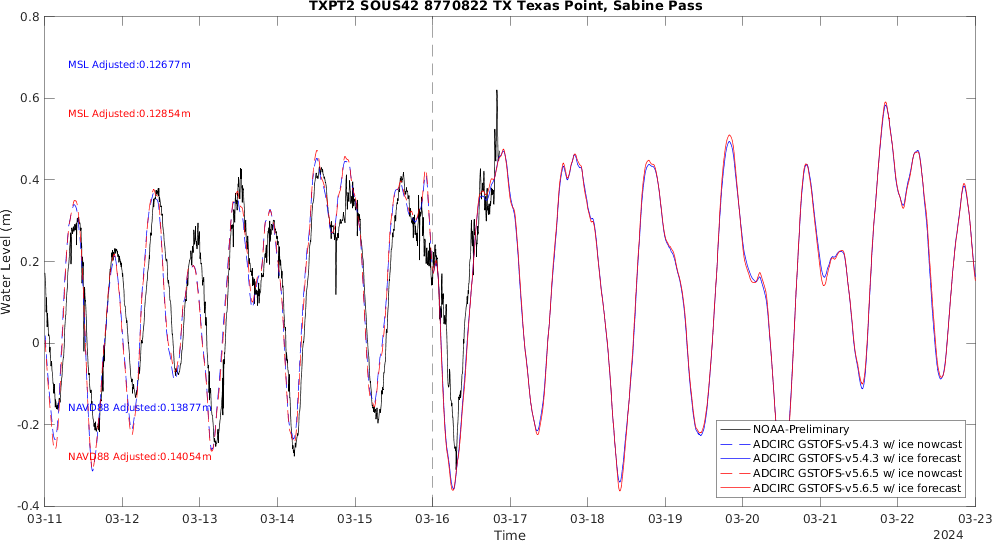 TXPT2 SOUS42 8770822 TX Texas Point, Sabine Pass
0.8
0.6
0.4
0.2
0
-0.2
-0.4
Water Level (m)
MSL Adjusted:0.12677m
MSL Adjusted:0.12854m
NAVD88 Adjusted:0.13877m
NAVD88 Adjusted:0.14054m
NOAA-Preliminary
ADCIRC GSTOFS-v5.4.3 w/ ice nowcast
ADCIRC GSTOFS-v5.4.3 w/ ice forecast
ADCIRC GSTOFS-v5.6.5 w/ ice nowcast
ADCIRC GSTOFS-v5.6.5 w/ ice forecast
03-11 03-12 03-13 03-14 03-15 03-16 03-17 03-18 03-19 03-20 03-21 03-22 03-23
Time
2024